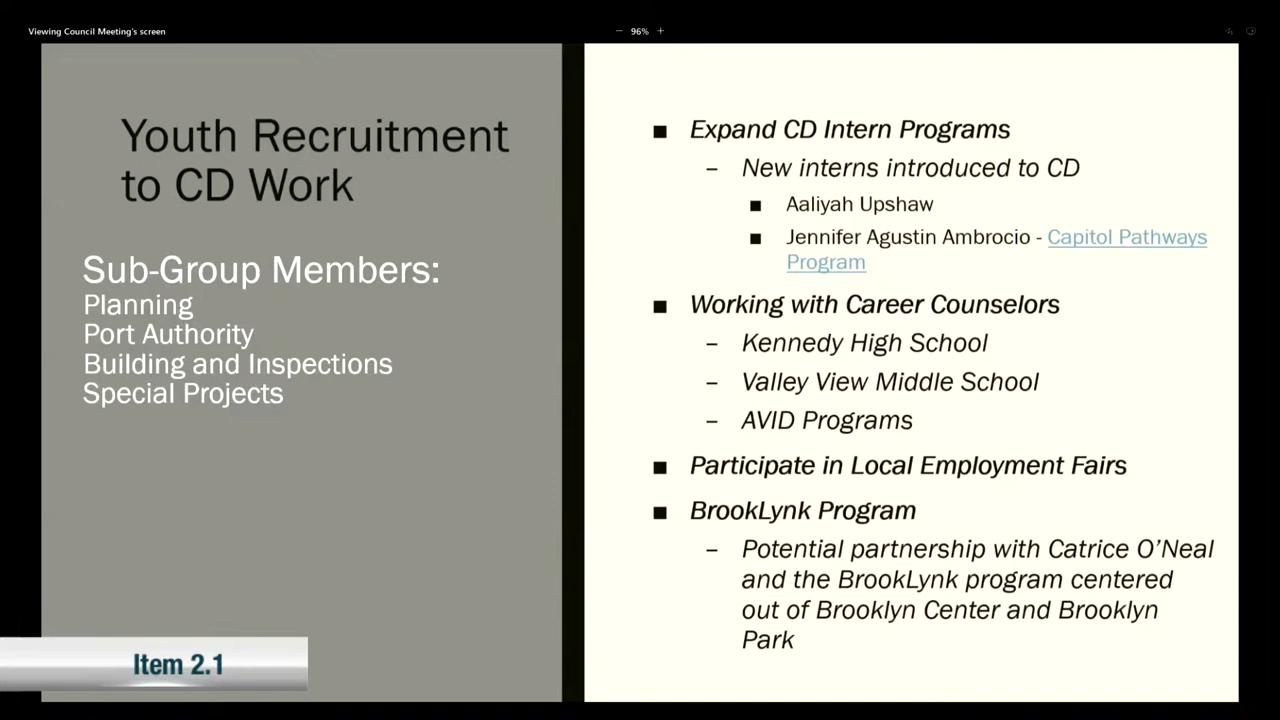 Viewing Council Meeting's screen
− 96% +
Youth Recruitment
to CD Work
Sub-Group Members:
Planning
Port Authority
Building and Inspections
Special Projects
■ Expand CD Intern Programs
– New interns introduced to CD
■ Aaliyah Upshaw
■ Jennifer Agustin Ambrocio - Capitol Pathways
Program
■ Working with Career Counselors
– Kennedy High School
– Valley View Middle School
– AVID Programs
■ Participate in Local Employment Fairs
■ BrookLynk Program
– Potential partnership with Catrice O’Neal
and the BrookLynk program centered
out of Brooklyn Center and Brooklyn
Park
Item 2.1